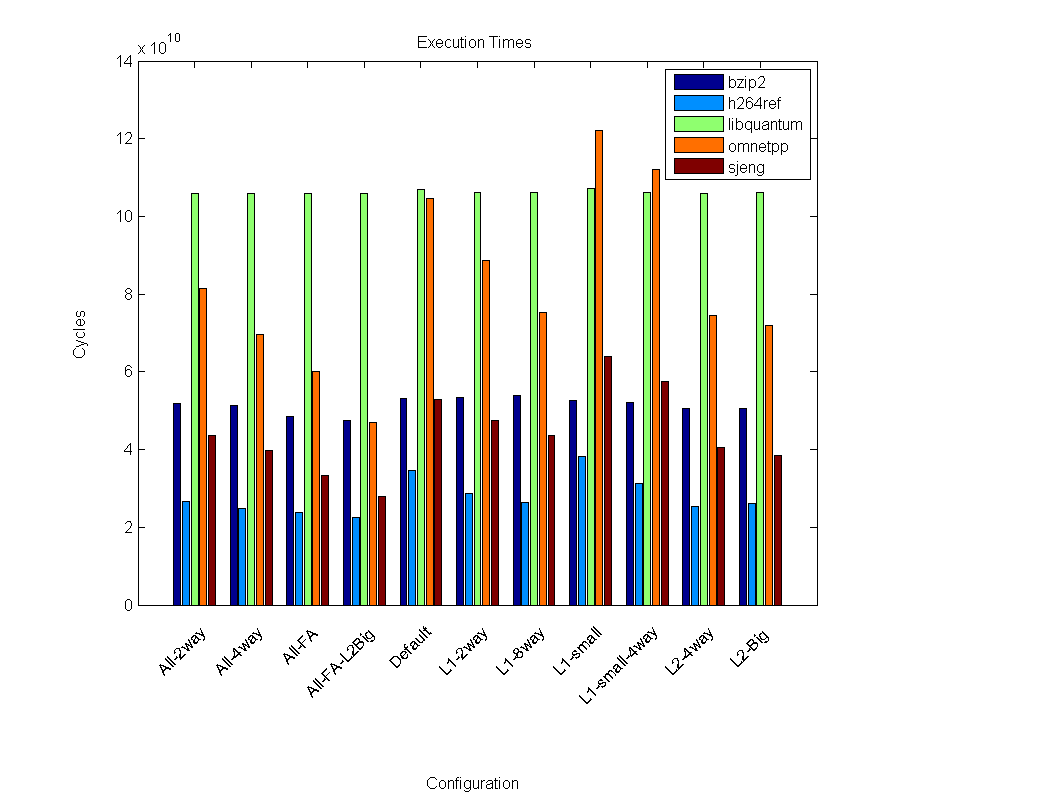 Execution Times
x 10^10
14
12
10
8
6
4
2
0
Cycles
bzip2
h264ref
libquantum
omnetpp
sjeng
All-2way
All-4way
All-FA
All-FA-L2Big
Default
L1-2way
L1-8way
L1-small
L1-small-4way
L2-4way
L2-Big
Configuration